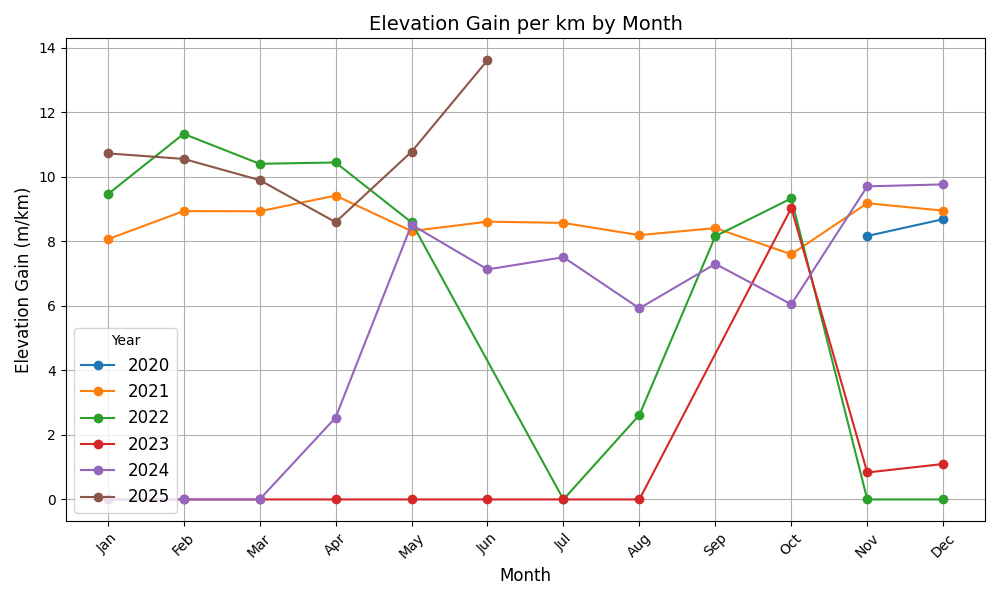 Elevation Gain per km by Month
Elevation Gain (m/km)
14
12
10
8
6
4
2
0
Year
2020
2021
2022
2023
2024
2025
Jan
Feb
Mar
Apr
May
Jun
Jul
Aug
Sep
Oct
Nov
Dec
Month